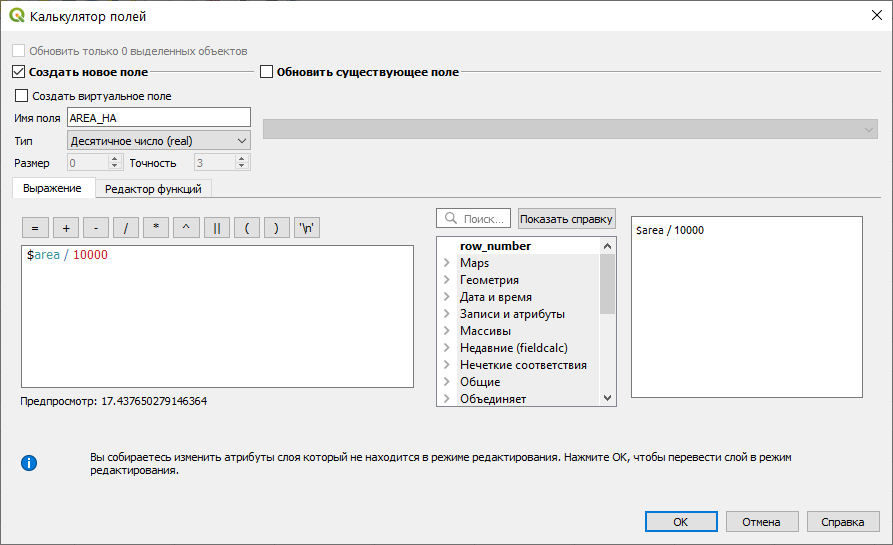 Калькулятор полей
Обновить только 0 выделенных объектов
Создать новое поле
Обновить существующее поле
Создать виртуальное поле
Имя поля AREA_HA
Тип Десятичное число (real)
Размер 0 Точность 3
Выражение Редактор функций
= + - / * ^ || ( ) '\n'
Поиск... Показать справку
$area / 10000
row_number
Maps
Геометрия
Дата и время
Записи и атрибуты
Массивы
Недавние (fieldcalc)
Нечеткие соответствия
Общие
Объединяет
$area / 10000
Предпросмотр: 17.437650279146364
Вы собираетесь изменить атрибуты слоя который не находится в режиме редактирования. Нажмите ОК, чтобы перевести слой в режим
редактирования.
OK Отмена Справка